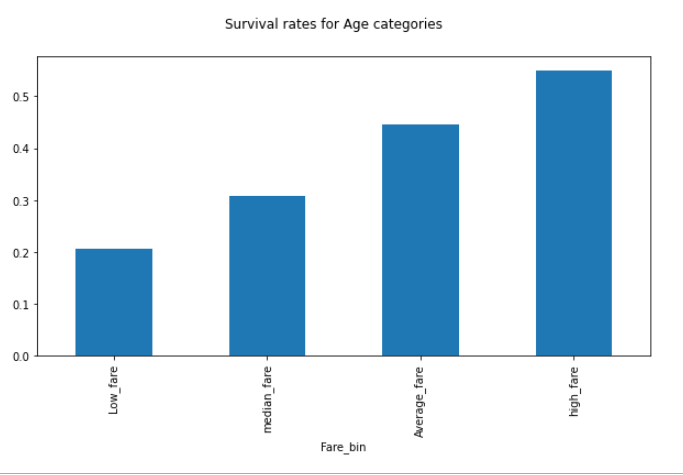 Survival rates for Age categories
0.5
0.4
0.3
0.2
0.1
0.0
Low_fare
median_fare
Average_fare
high_fare
Fare_bin